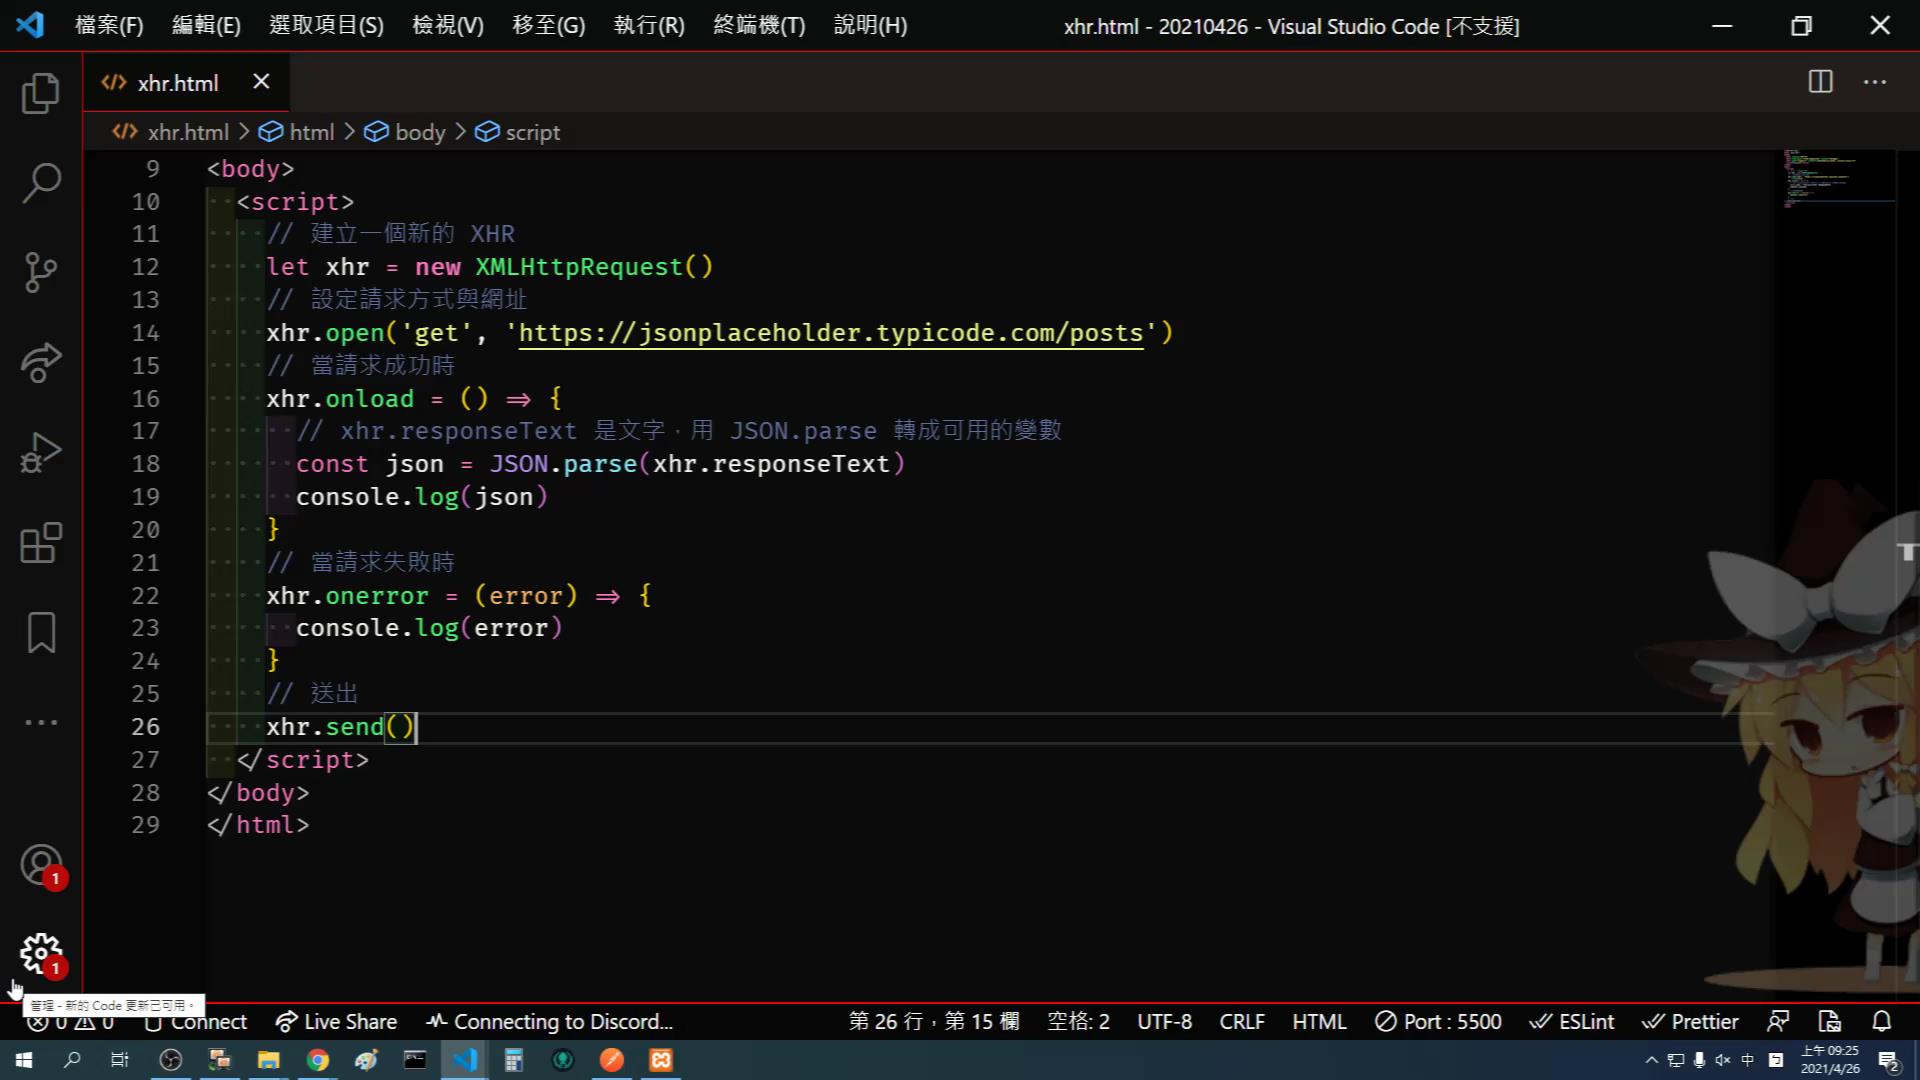 檔案(F) 編輯(E) 選取項目(S) 檢視(V) 移至(G) 執行(R) 終端機(T) 說明(H) xhr.html - 20210426 - Visual Studio Code [不支援]
xhr.html
xhr.html > html > body > script
9 <body>
10 <script>
11 // 建立一個新的 XHR
12 let xhr = new XMLHttpRequest()
13 // 設定請求方式與網址
14 xhr.open('get', 'https://jsonplaceholder.typicode.com/posts')
15 // 當請求成功時
16 xhr.onload = () => {
17 // xhr.responseText 是文字，用 JSON.parse 轉成可用的變數
18 const json = JSON.parse(xhr.responseText)
19 console.log(json)
20 }
21 // 當請求失敗時
22 xhr.onerror = (error) => {
23 console.log(error)
24 }
25 // 送出
26 xhr.send()
27 </script>
28 </body>
29 </html>
1
1
管理 - 新的 Code 更新已可用。
0 0 Connect Live Share Connecting to Discord... 第 26 行，第 15 欄 空格: 2 UTF-8 CRLF HTML Port : 5500 ESLint Prettier
中 上午 09:25
2021/4/26 2